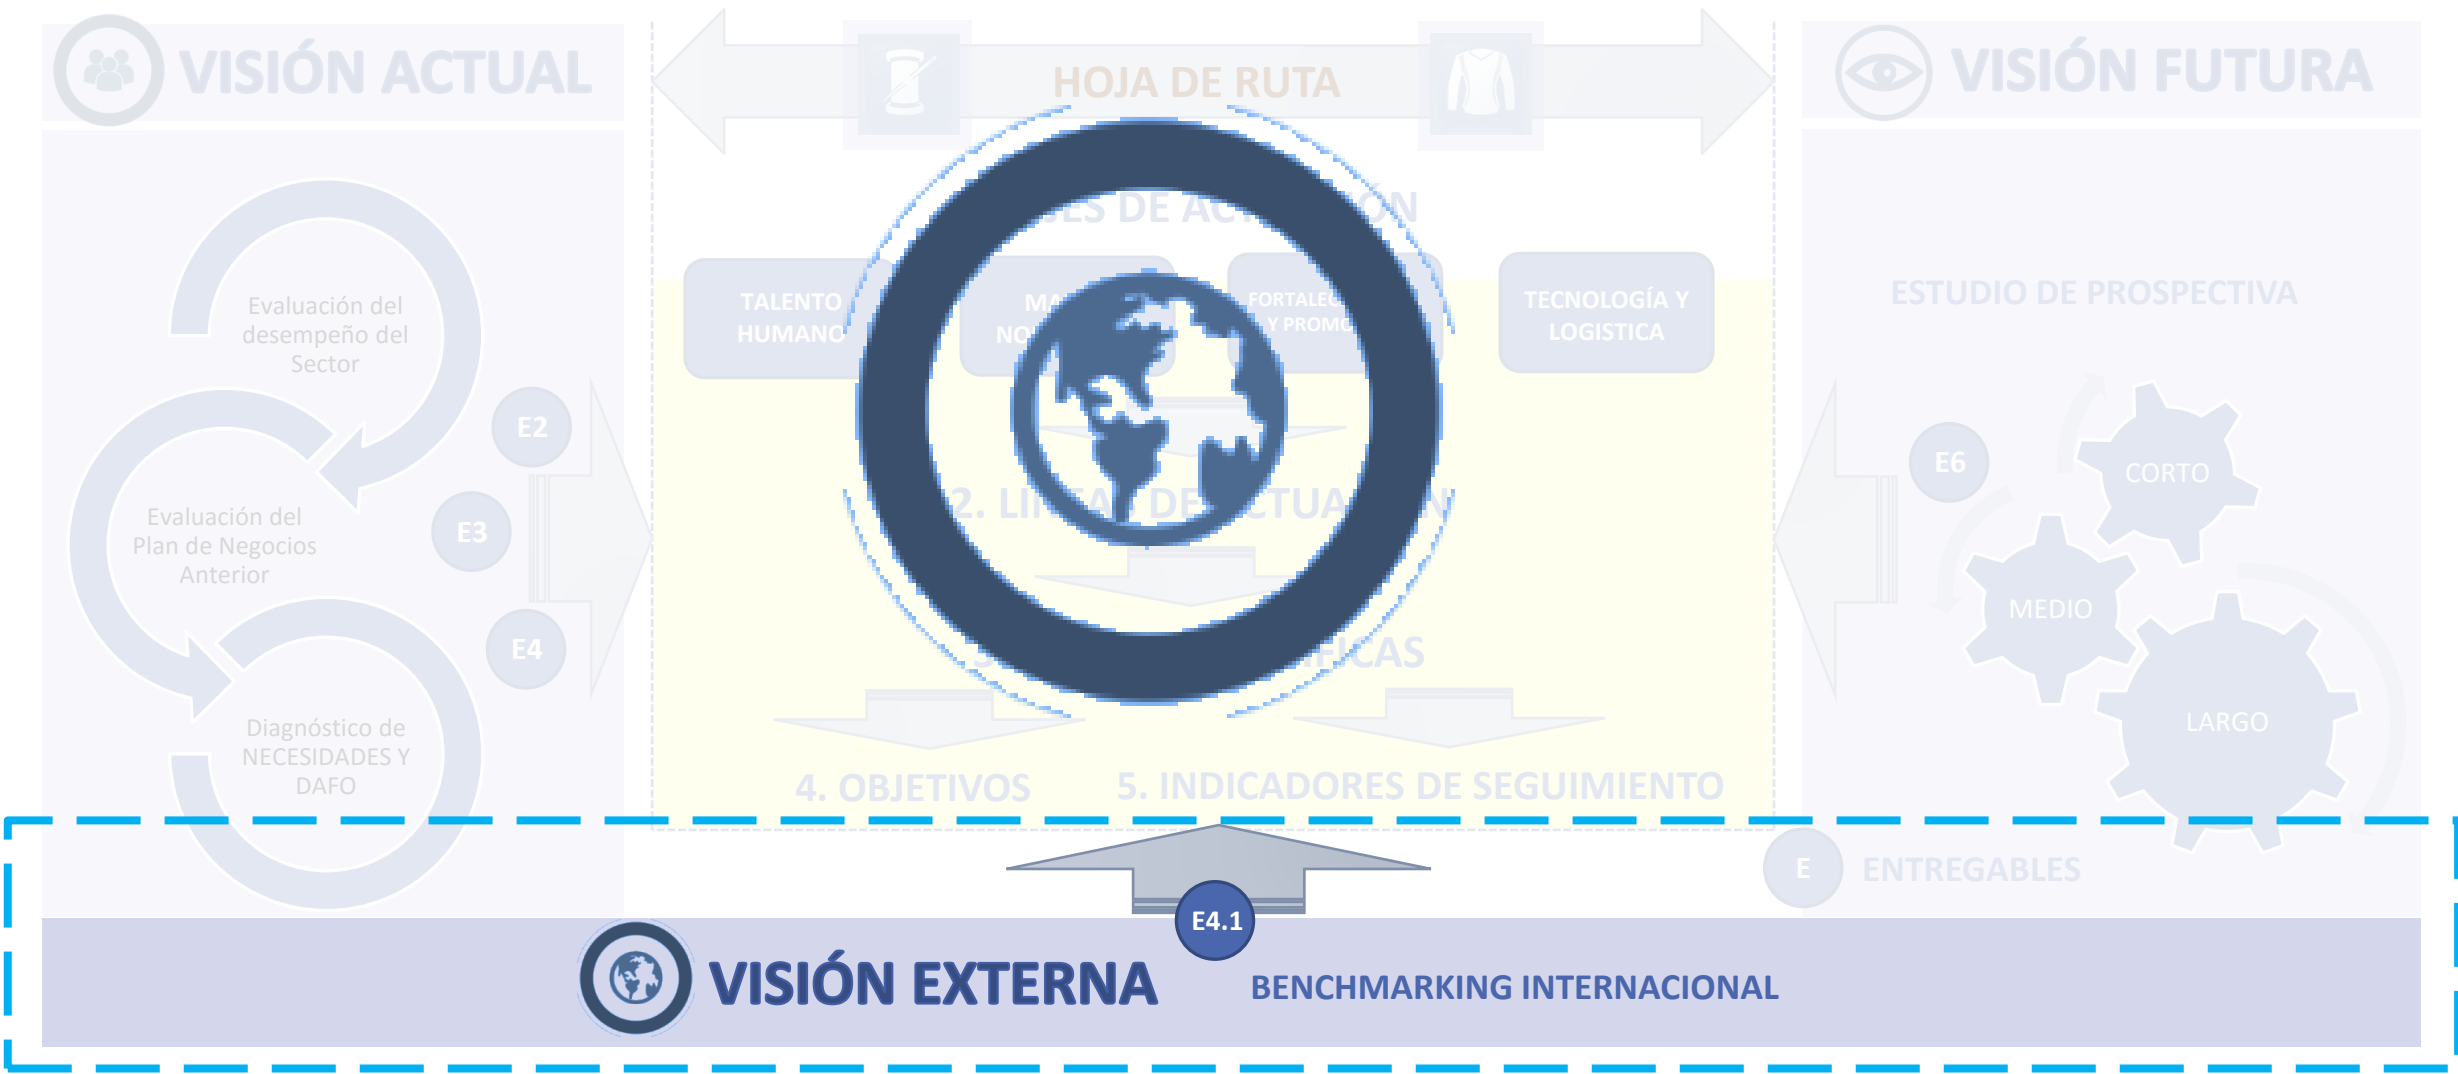 VISIÓN ACTUAL
HOJA DE RUTA
VISIÓN FUTURA
DE
TALENTO
HUMANO
Y
TECNOLOGÍA Y
LOGISTICA
Evaluación del
desempeño del
Sector
Evaluación del
Plan de Negocios
Anterior
Diagnóstico de
NECESIDADES Y
DAFO
E2
E3
E4
2.
4. OBJETIVOS
5. INDICADORES DE SEGUIMIENTO
ESTUDIO DE PROSPECTIVA
E6
CORTO
MEDIO
LARGO
E
ENTREGABLES
E4.1
VISIÓN EXTERNA
BENCHMARKING INTERNACIONAL